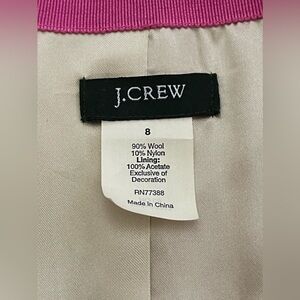 J.CREW
8
90% Wool
10% Nylon
Lining:
100% Acetate
Exclusive of
Decoration
RN77388
Made in China